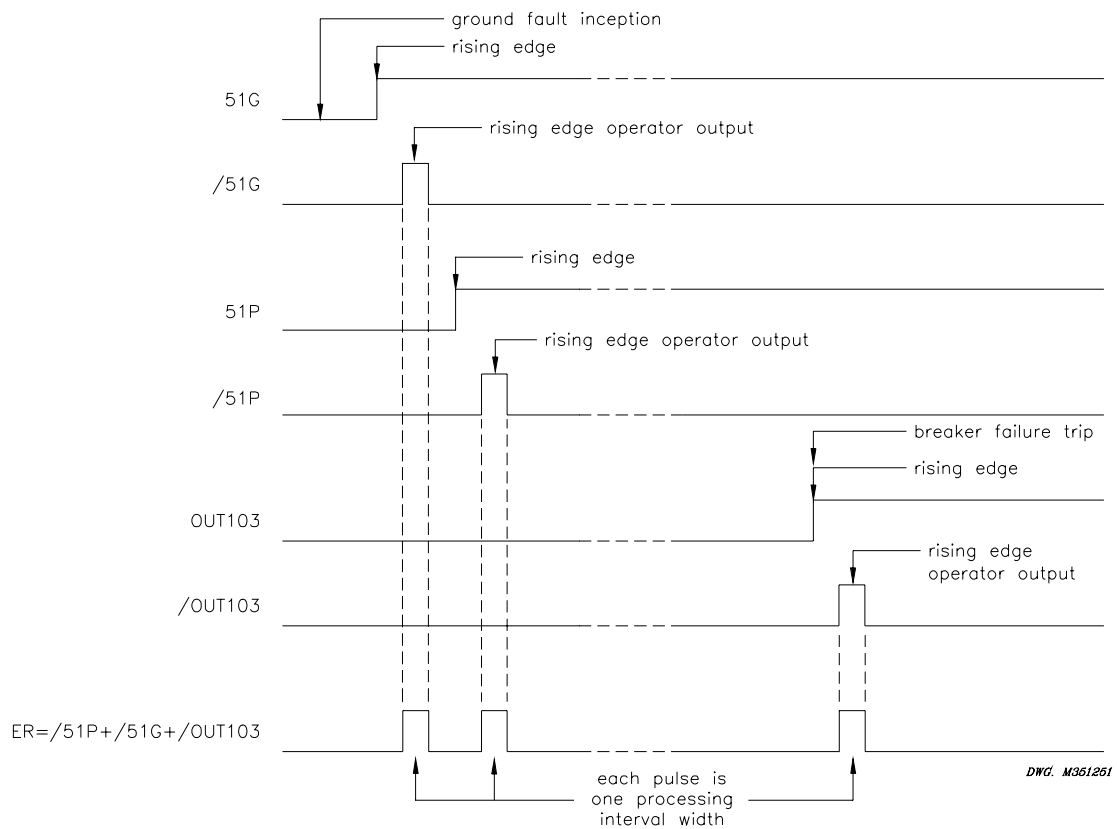 ground fault inception
rising edge
51G
rising edge operator output
/51G
rising edge
51P
rising edge operator output
/51P
breaker failure trip
rising edge
OUT103
rising edge
operator output
/OUT103
ER=/51P+/51G+/OUT103
each pulse is
one processing
interval width
DWG. M351251